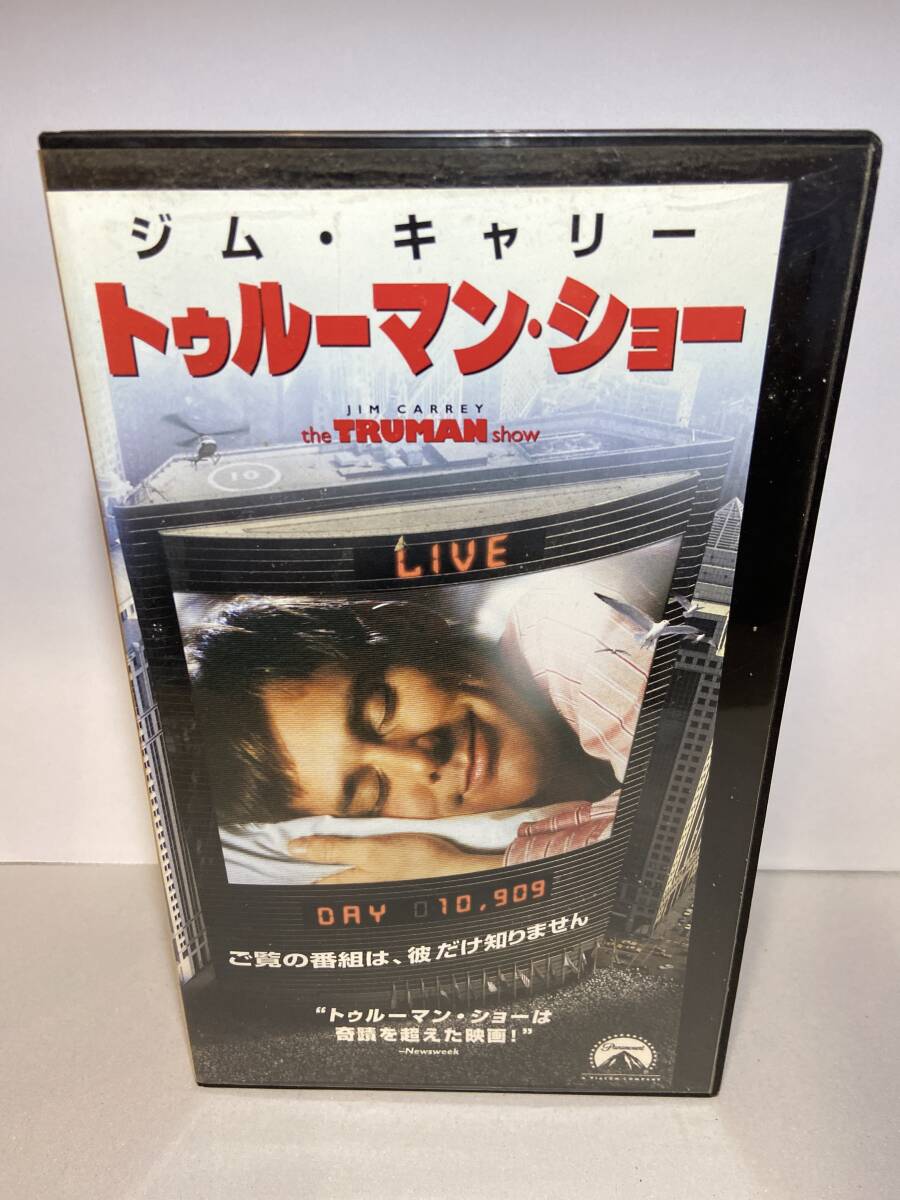 ジム・キャリー
トゥルーマン・ショー
JIM CARREY
the TRUMAN show
10
LIVE
DAY 010,909
ご覧の番組は、彼だけ知りません
“トゥルーマン・ショーは
奇蹟を超えた映画！”
–Newsweek
Paramount
A VIACOM COMPANY